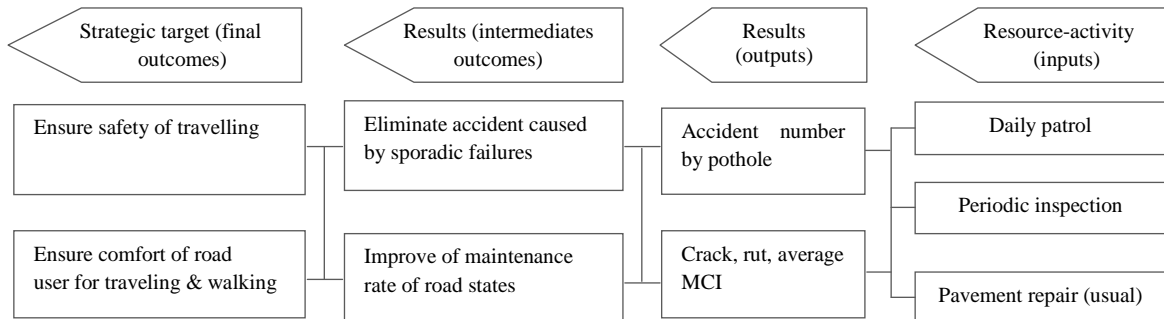 Strategic target (final
outcomes)
Results (intermediates
outcomes)
Results
(outputs)
Resource-activity
(inputs)
Ensure safety of travelling
Eliminate accident caused
by sporadic failures
Accident number
by pothole
Daily patrol
Periodic inspection
Ensure comfort of road
user for traveling & walking
Improve of maintenance
rate of road states
Crack, rut, average
MCI
Pavement repair (usual)